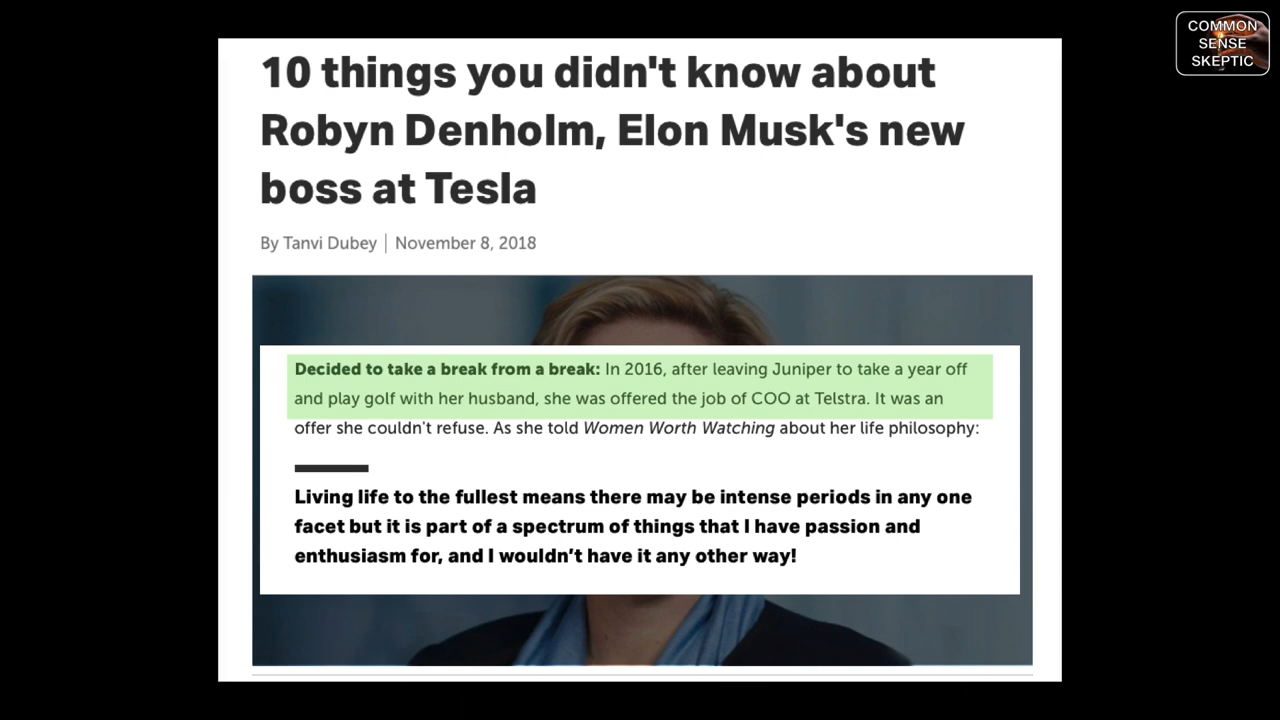 COMMON
SENSE
SKEPTIC
10 things you didn't know about
Robyn Denholm, Elon Musk's new
boss at Tesla
By Tanvi Dubey | November 8, 2018
Decided to take a break from a break: In 2016, after leaving Juniper to take a year off
and play golf with her husband, she was offered the job of COO at Telstra. It was an
offer she couldn't refuse. As she told Women Worth Watching about her life philosophy:
Living life to the fullest means there may be intense periods in any one
facet but it is part of a spectrum of things that I have passion and
enthusiasm for, and I wouldn’t have it any other way!